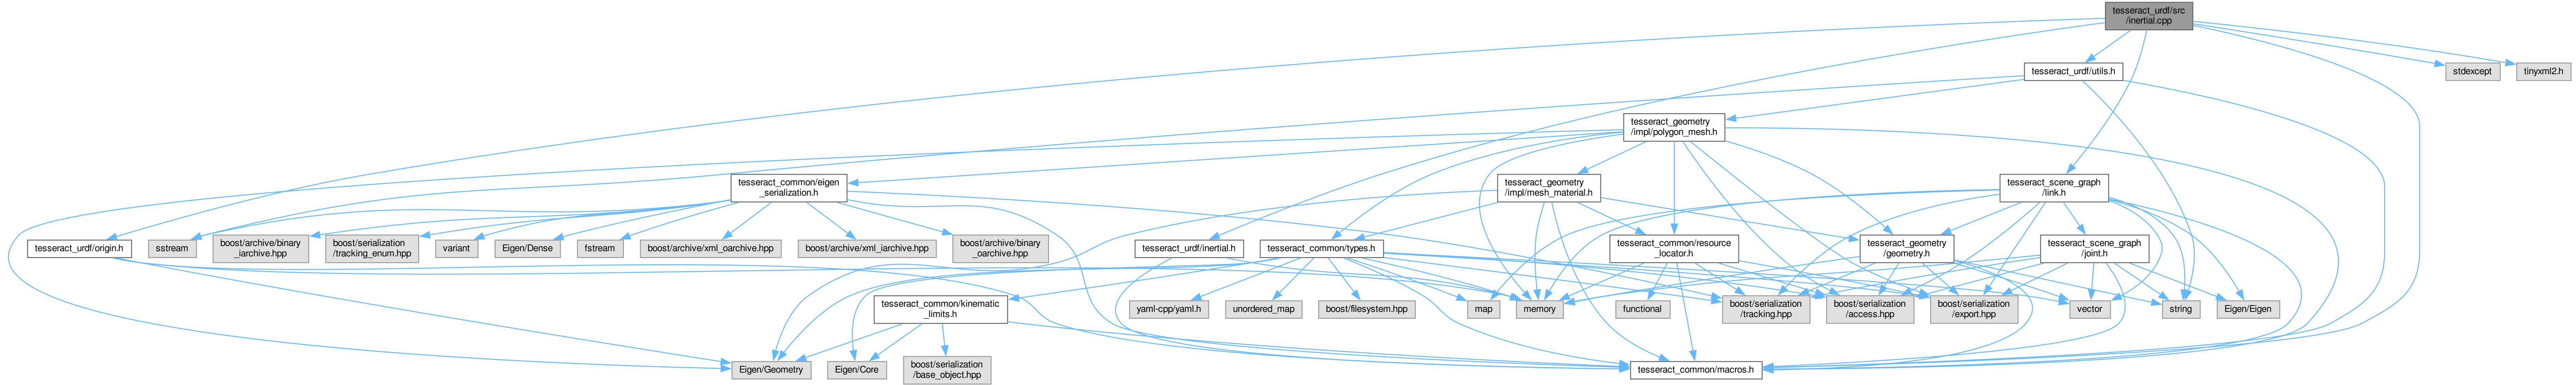 tesseract_urdf/src
/inertial.cpp
tesseract_urdf/utils.h
stdexcept
tinyxml2.h
tesseract_geometry
/impl/polygon_mesh.h
tesseract_common/eigen
_serialization.h
tesseract_geometry
/impl/mesh_material.h
tesseract_scene_graph
/link.h
tesseract_urdf/origin.h
sstream
boost/archive/binary
_iarchive.hpp
boost/serialization
/tracking_enum.hpp
variant
Eigen/Dense
fstream
boost/archive/xml_oarchive.hpp
boost/archive/xml_iarchive.hpp
boost/archive/binary
_oarchive.hpp
tesseract_urdf/inertial.h
tesseract_common/types.h
tesseract_common/resource
_locator.h
tesseract_geometry
/geometry.h
tesseract_scene_graph
/joint.h
tesseract_common/kinematic
_limits.h
yaml-cpp/yaml.h
unordered_map
boost/filesystem.hpp
map
memory
functional
boost/serialization
/tracking.hpp
boost/serialization
/access.hpp
boost/serialization
/export.hpp
vector
string
Eigen/Eigen
Eigen/Geometry
Eigen/Core
boost/serialization
/base_object.hpp
tesseract_common/macros.h